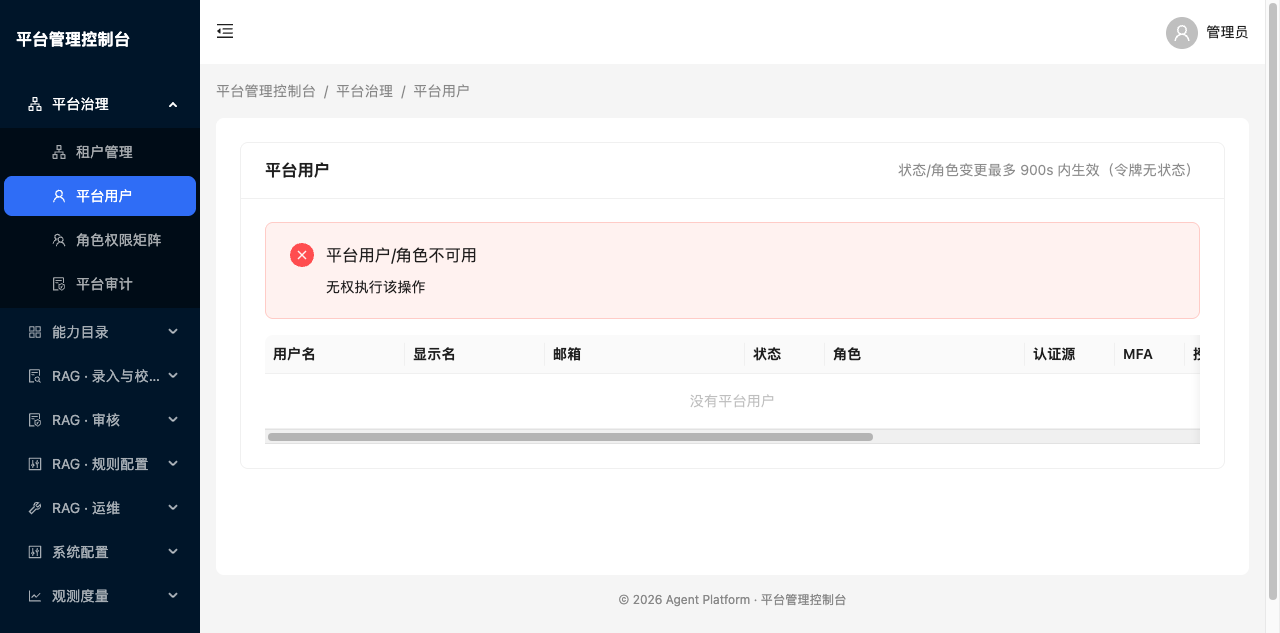 平台管理控制台
管理员
平台治理
租户管理
平台用户
角色权限矩阵
平台审计
能力目录
RAG · 录入与校...
RAG · 审核
RAG · 规则配置
RAG · 运维
系统配置
观测度量
平台管理控制台 / 平台治理 / 平台用户
平台用户 状态/角色变更最多 900s 内生效（令牌无状态）
平台用户/角色不可用
无权执行该操作
用户名 显示名 邮箱 状态 角色 认证源 MFA
没有平台用户
© 2026 Agent Platform · 平台管理控制台